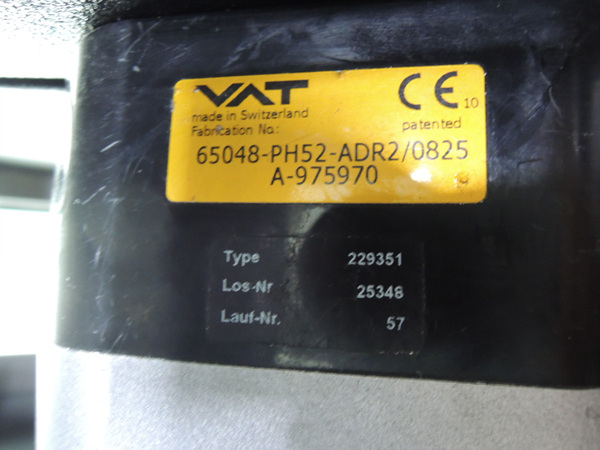 VAT CE 10
made in Switzerland
Fabrication No.: patented
65048-PH52-ADR2/0825
A-975970
Type 229351
Los-Nr 25348
Lauf-Nr. 57